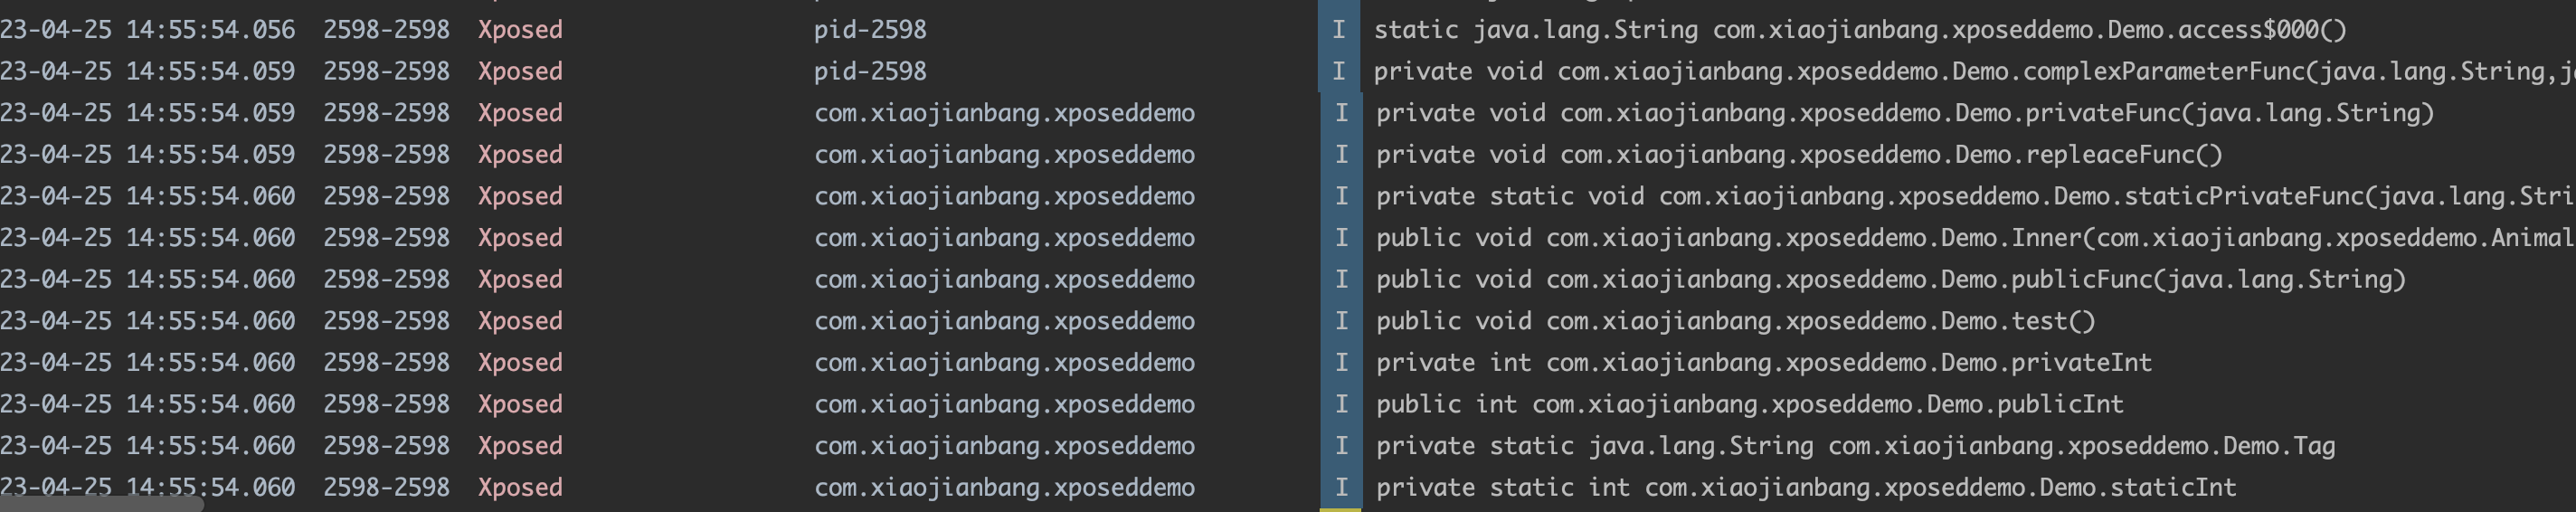 23-04-25 14:55:54.056 2598-2598 Xposed pid-2598 I static java.lang.String com.xiaojianbang.xposeddemo.Demo.access$000()
23-04-25 14:55:54.059 2598-2598 Xposed pid-2598 I private void com.xiaojianbang.xposeddemo.Demo.complexParameterFunc(java.lang.String,j
23-04-25 14:55:54.059 2598-2598 Xposed com.xiaojianbang.xposeddemo I private void com.xiaojianbang.xposeddemo.Demo.privateFunc(java.lang.String)
23-04-25 14:55:54.059 2598-2598 Xposed com.xiaojianbang.xposeddemo I private void com.xiaojianbang.xposeddemo.Demo.repleaceFunc()
23-04-25 14:55:54.060 2598-2598 Xposed com.xiaojianbang.xposeddemo I private static void com.xiaojianbang.xposeddemo.Demo.staticPrivateFunc(java.lang.Stri
23-04-25 14:55:54.060 2598-2598 Xposed com.xiaojianbang.xposeddemo I public void com.xiaojianbang.xposeddemo.Demo.Inner(com.xiaojianbang.xposeddemo.Animal
23-04-25 14:55:54.060 2598-2598 Xposed com.xiaojianbang.xposeddemo I public void com.xiaojianbang.xposeddemo.Demo.publicFunc(java.lang.String)
23-04-25 14:55:54.060 2598-2598 Xposed com.xiaojianbang.xposeddemo I public void com.xiaojianbang.xposeddemo.Demo.test()
23-04-25 14:55:54.060 2598-2598 Xposed com.xiaojianbang.xposeddemo I private int com.xiaojianbang.xposeddemo.Demo.privateInt
23-04-25 14:55:54.060 2598-2598 Xposed com.xiaojianbang.xposeddemo I public int com.xiaojianbang.xposeddemo.Demo.publicInt
23-04-25 14:55:54.060 2598-2598 Xposed com.xiaojianbang.xposeddemo I private static java.lang.String com.xiaojianbang.xposeddemo.Demo.Tag
23-04-25 14:55:54.060 2598-2598 Xposed com.xiaojianbang.xposeddemo I private static int com.xiaojianbang.xposeddemo.Demo.staticInt